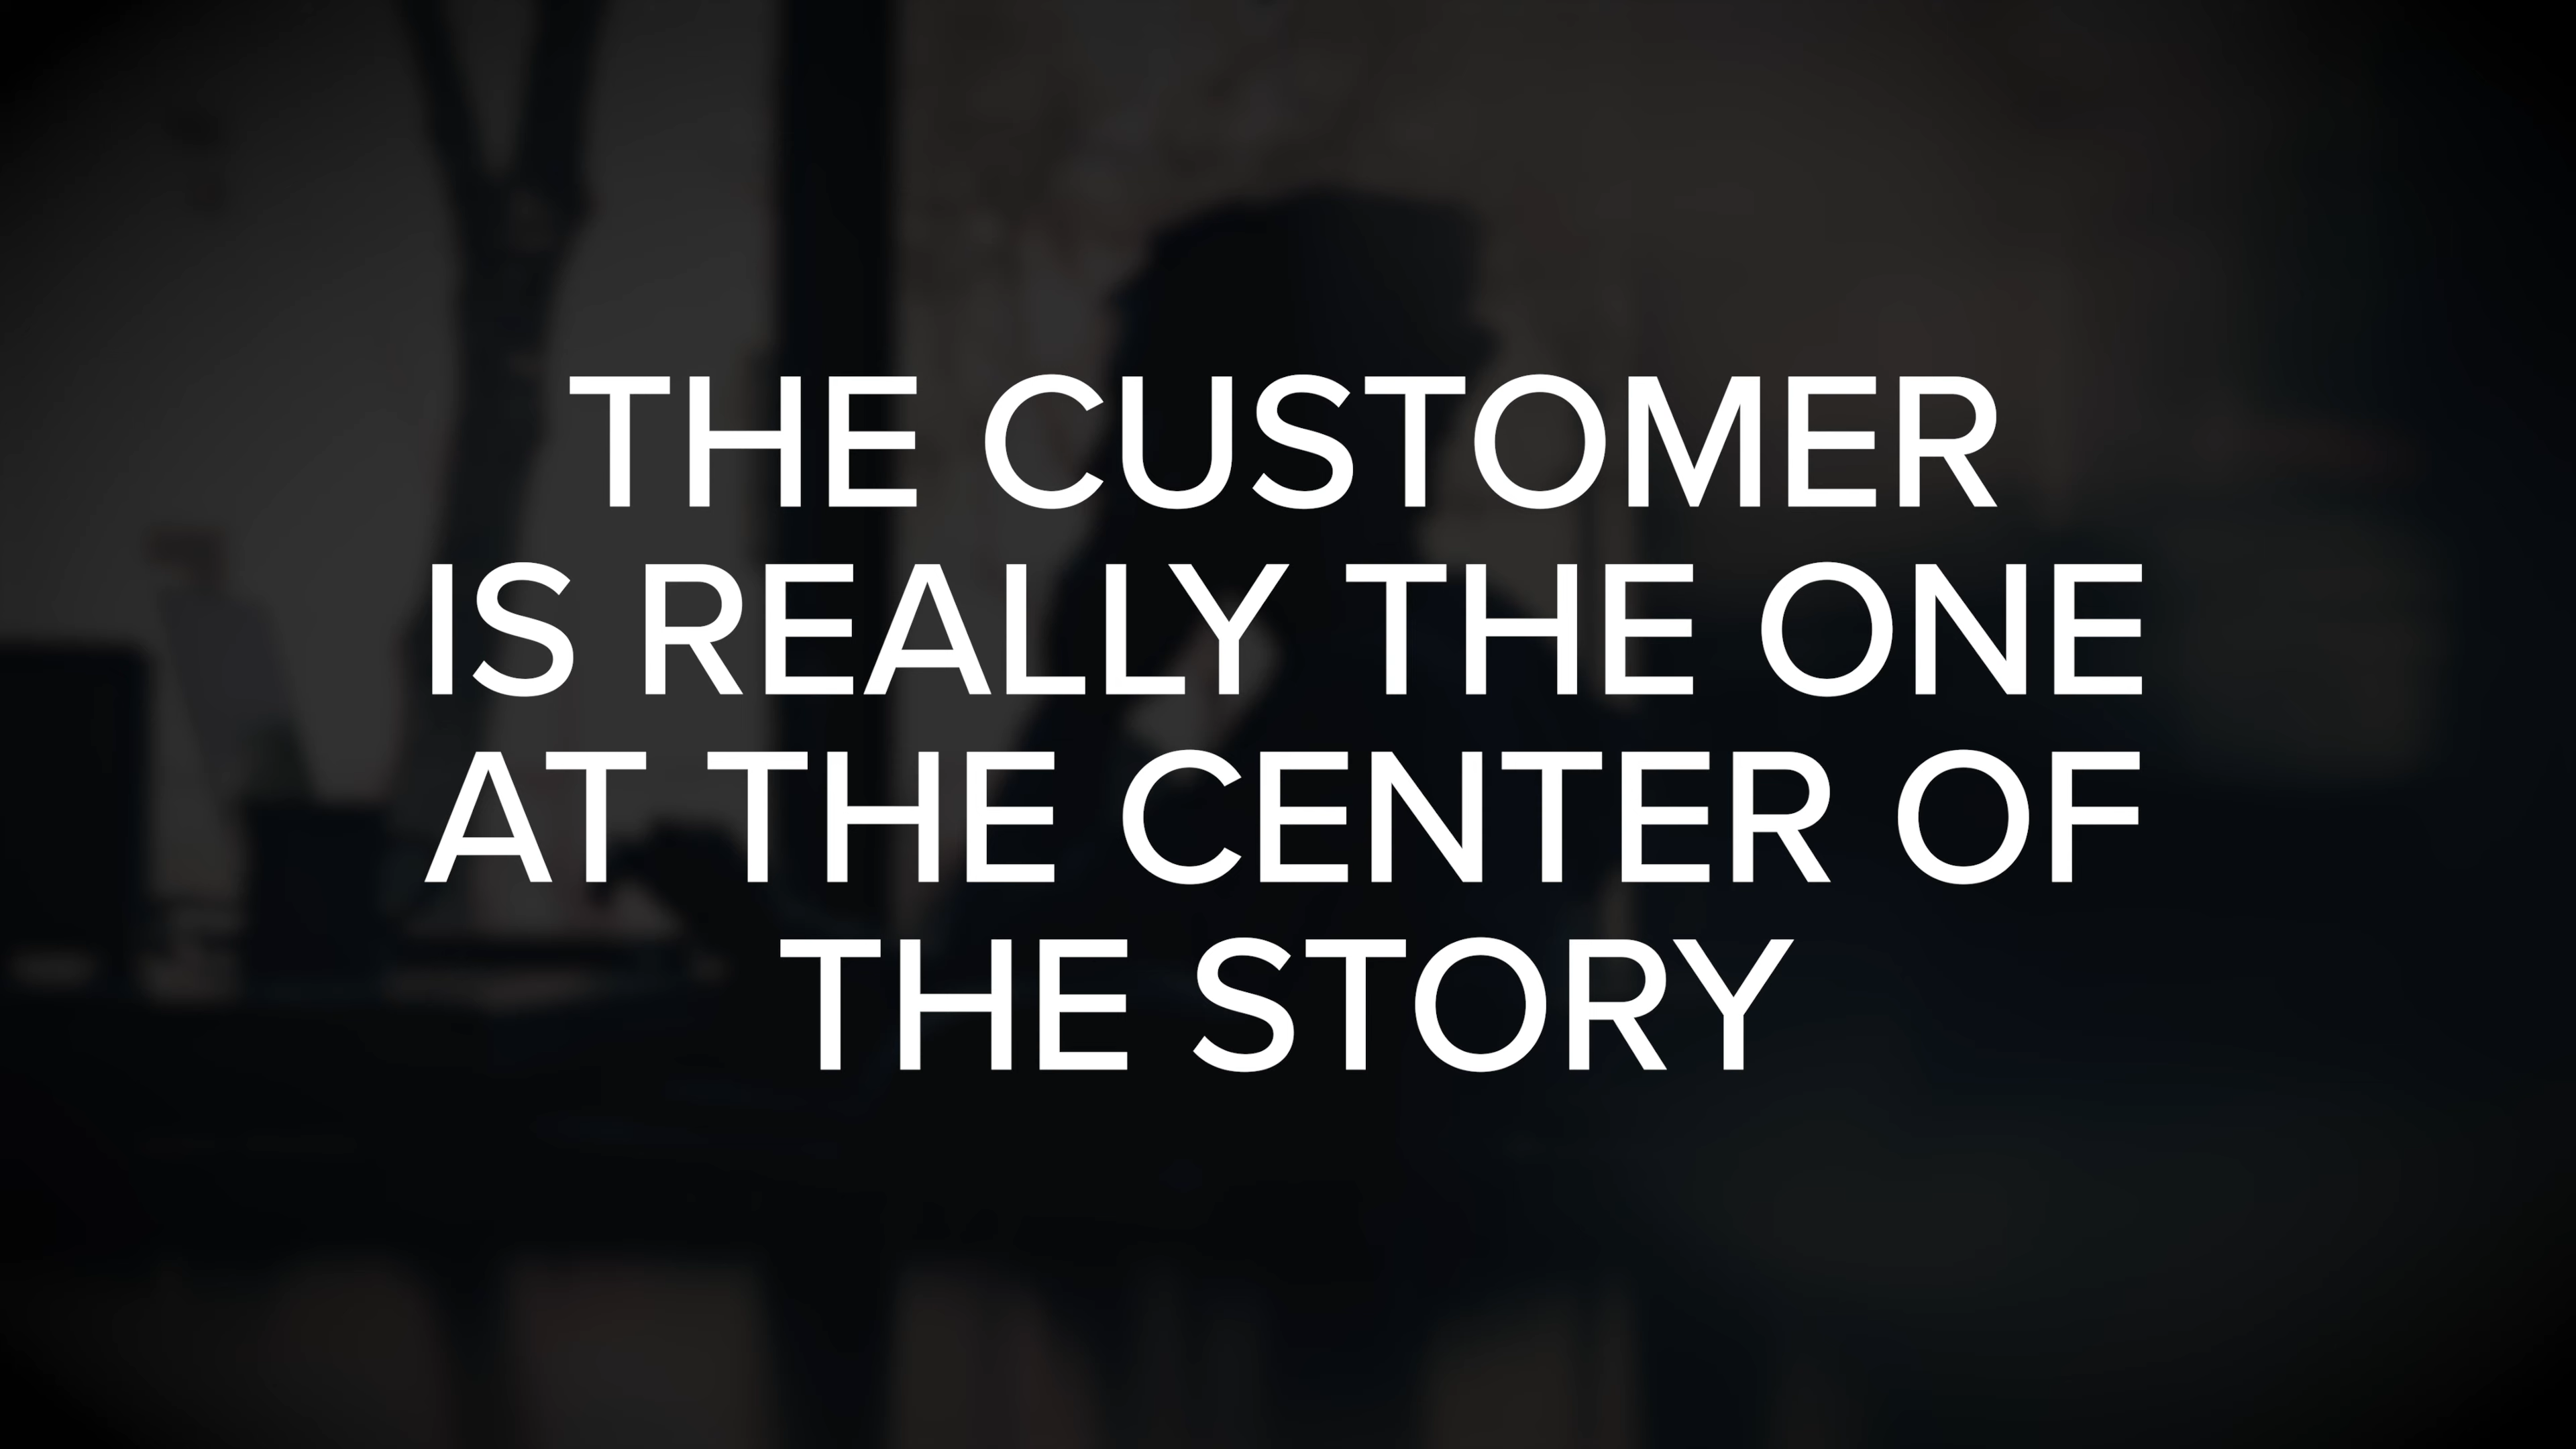 THE CUSTOMER
IS REALLY THE ONE
AT THE CENTER OF
THE STORY